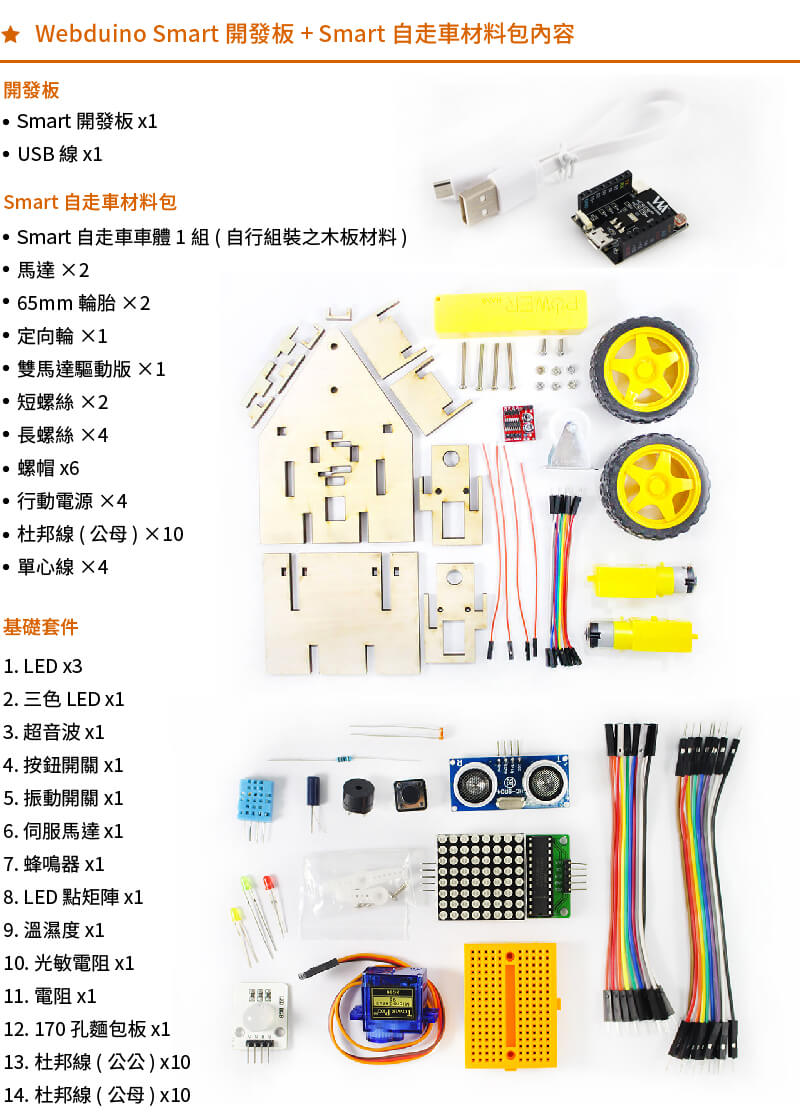 ★ Webduino Smart 開發板 + Smart 自走車材料包內容
開發板
• Smart 開發板 x1
• USB 線 x1
Smart 自走車材料包
• Smart 自走車車體 1 組 ( 自行組裝之木板材料 )
• 馬達 ×2
• 65mm 輪胎 ×2
• 定向輪 ×1
• 雙馬達驅動版 ×1
• 短螺絲 ×2
• 長螺絲 ×4
• 螺帽 x6
• 行動電源 ×4
• 杜邦線 ( 公母 ) ×10
• 單心線 ×4
POWER
基礎套件
1. LED x3
2. 三色 LED x1
3. 超音波 x1
4. 按鈕開關 x1
5. 振動開關 x1
6. 伺服馬達 x1
7. 蜂鳴器 x1
8. LED 點矩陣 x1
9. 溫濕度 x1
10. 光敏電阻 x1
11. 電阻 x1
12. 170 孔麵包板 x1
13. 杜邦線 ( 公公 ) x10
14. 杜邦線 ( 公母 ) x10
HC-SR04
Tower Pro